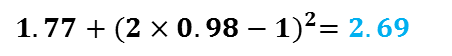 1.77 + (2 × 0.98 − 1)²= 2.69